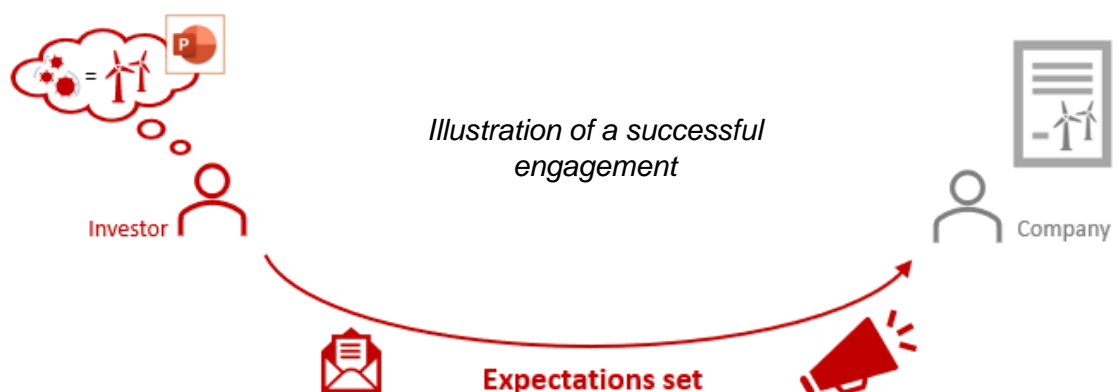 P
=
Illustration of a successful
engagement
Investor
Company
Expectations set